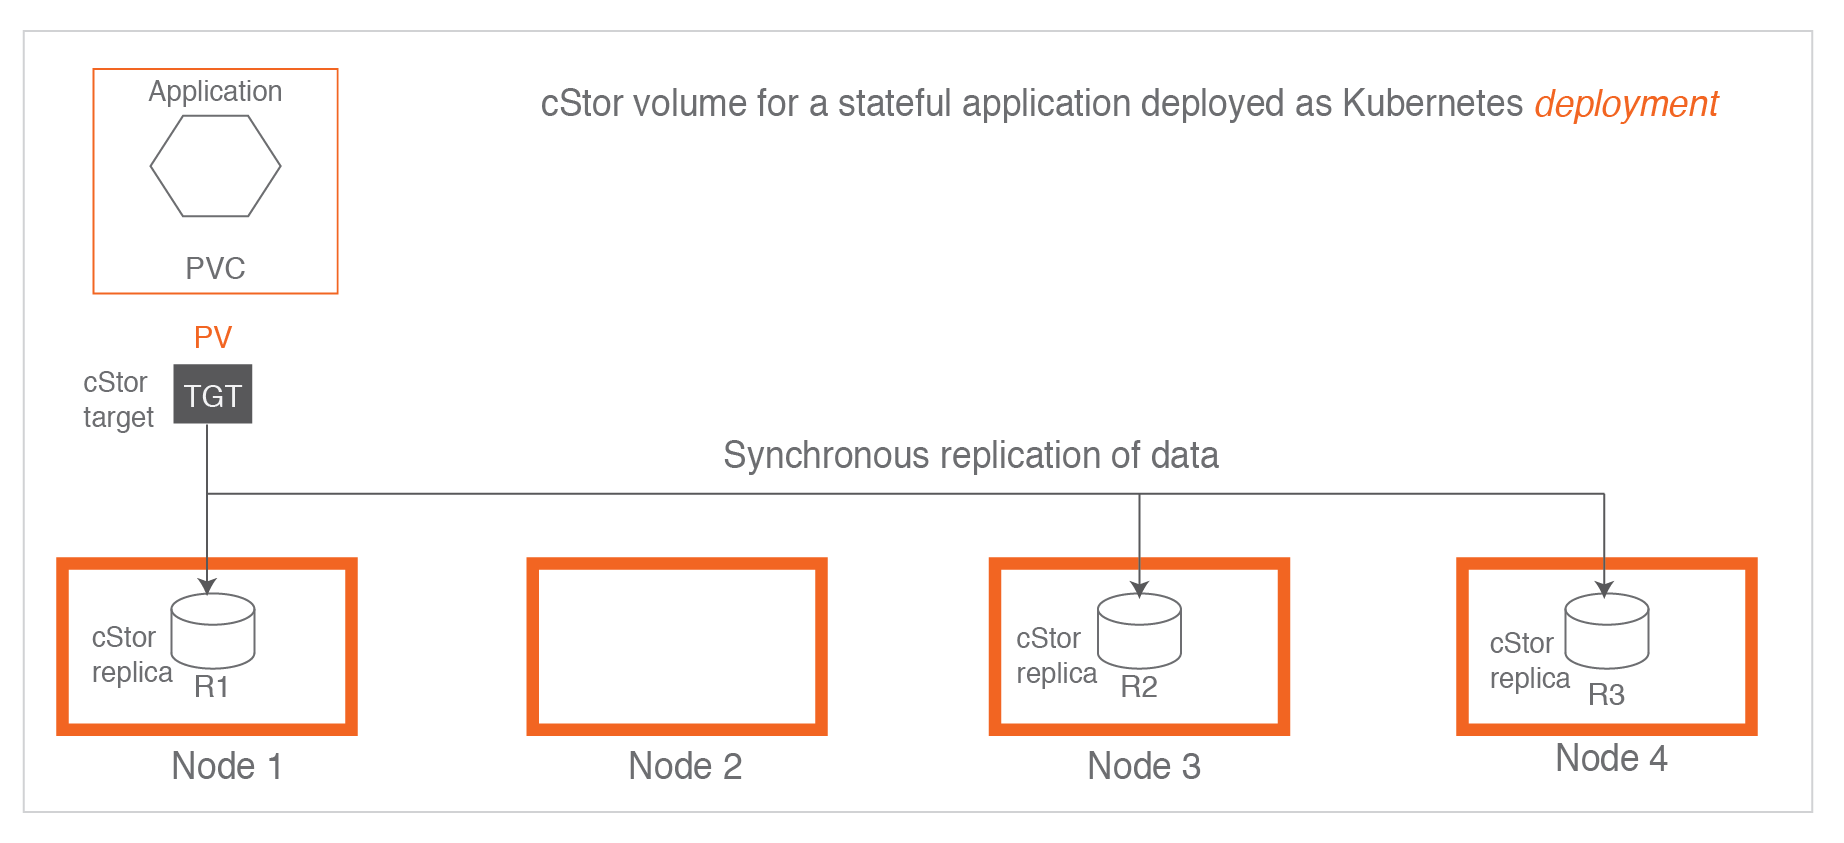 Application
cStor volume for a stateful application deployed as Kubernetes deployment
PVC
PV
cStor
target
TGT
Synchronous replication of data
cStor
replica
R1
cStor
replica
R2
cStor
replica
R3
Node 1
Node 2
Node 3
Node 4